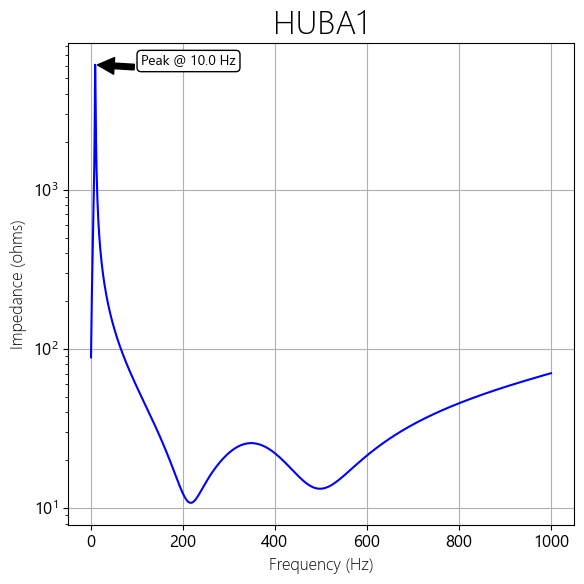 HUBA1
Peak @ 10.0 Hz
Impedance (ohms)
10³
10²
10¹
0 200 400 600 800 1000
Frequency (Hz)